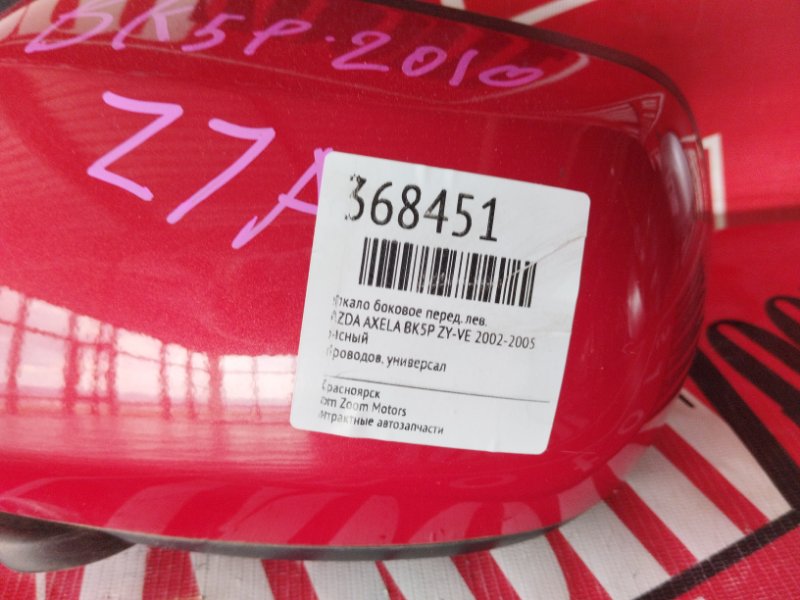 BK5P-2010
27A
368451
ркало боковое перед. лев.
AZDA AXELA BK5P ZY-VE 2002-2005
расный
проводов, универсал
Красноярск
om Zoom Motors
нтрактные автозапчасти